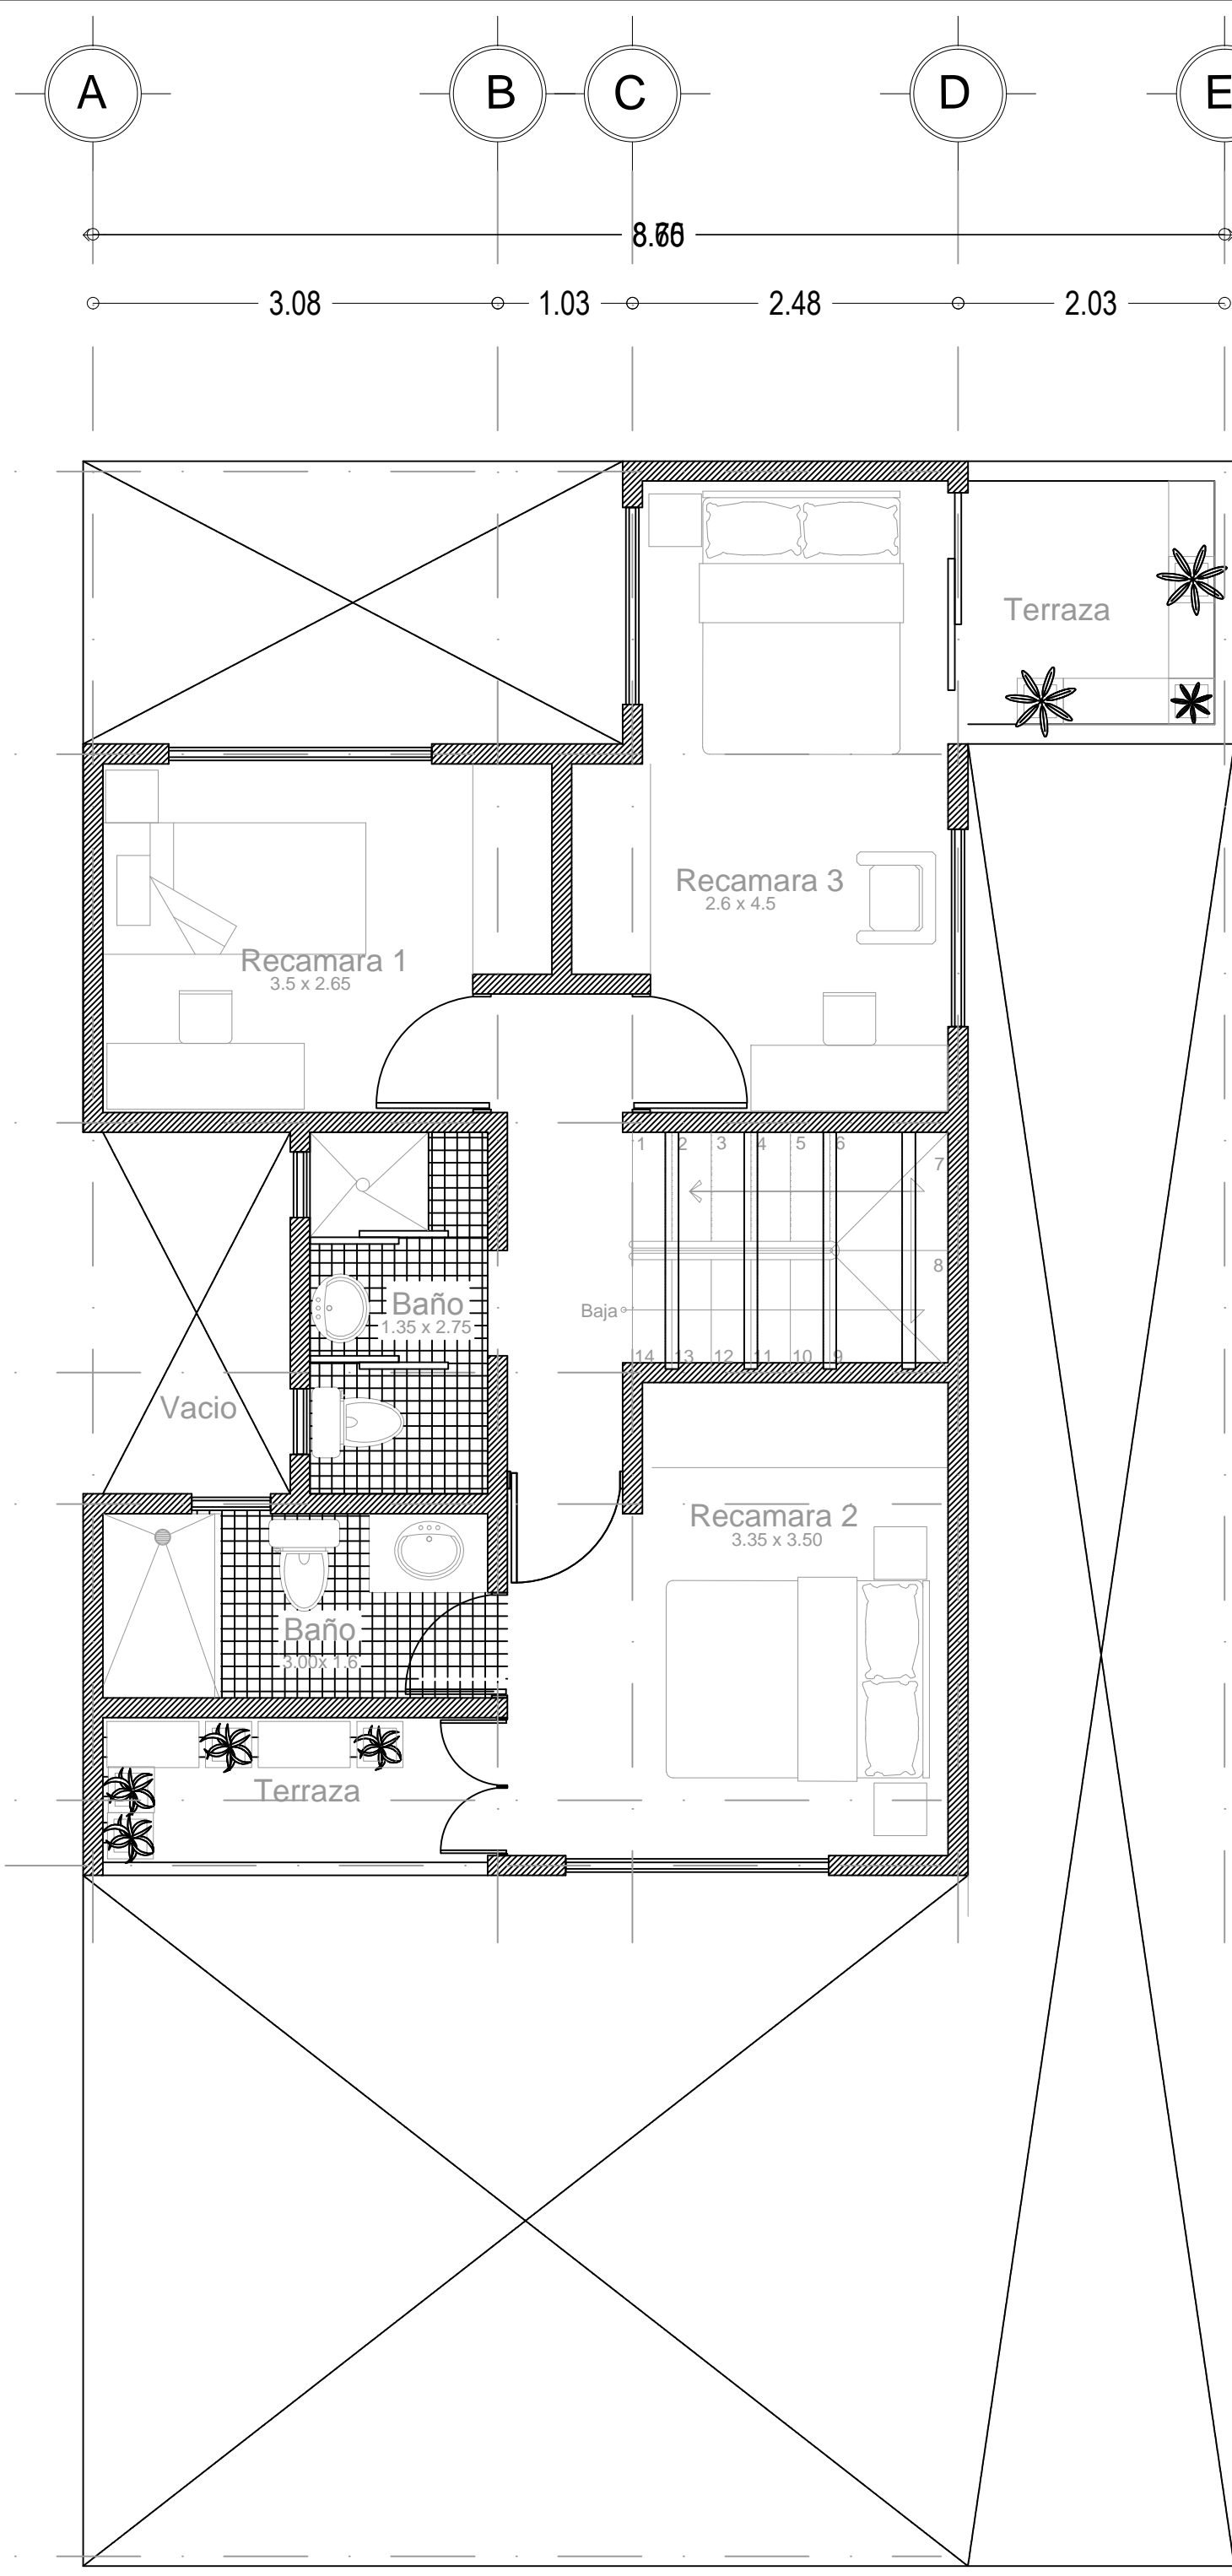 A B C D E
3.08 1.03 2.48 2.03
Terraza
Recamara 3
2.6 x 4.5
Recamara 1
3.5 x 2.65
1 2 3 4 5 6
7
8
Baja
14 13 12 11 10 9
Baño
1.35 x 2.75
Vacio
Recamara 2
3.35 x 3.50
Baño
3.00x 1.6
Terraza